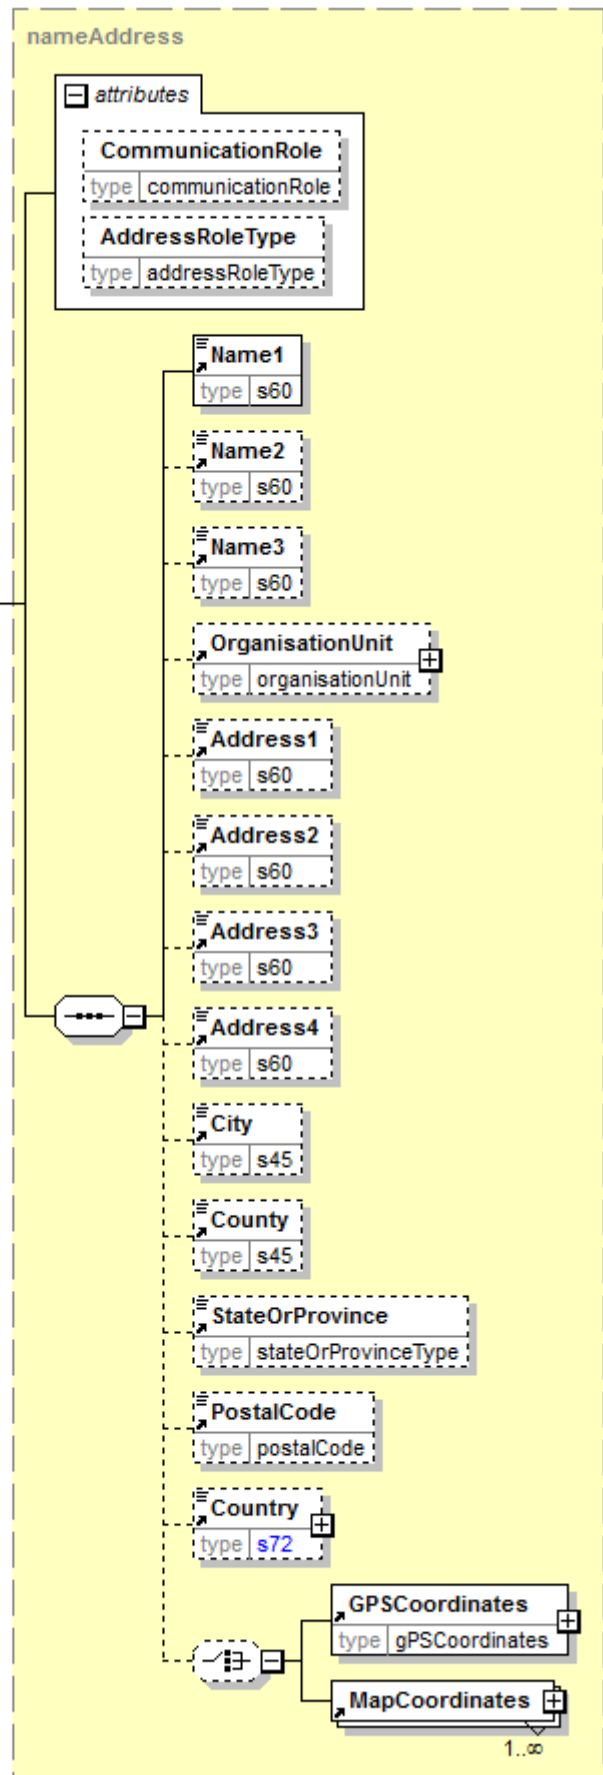 nameAddress
attributes
CommunicationRole
type communicationRole
AddressRoleType
type addressRoleType
Name1
type s60
Name2
type s60
Name3
type s60
OrganisationUnit
type organisationUnit
Address1
type s60
Address2
type s60
Address3
type s60
Address4
type s60
City
type s45
County
type s45
StateOrProvince
type stateOrProvinceType
PostalCode
type postalCode
Country
type s72
GPSCoordinates
type gPSCoordinates
MapCoordinates
1..∞